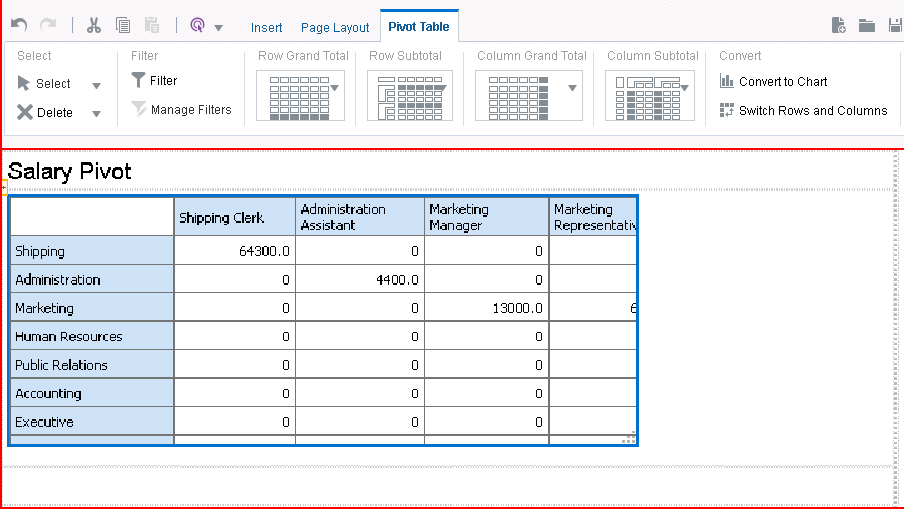 Insert Page Layout Pivot Table
Select Filter Row Grand Total Row Subtotal Column Grand Total Column Subtotal Convert
Select Filter Convert to Chart
Delete Manage Filters Switch Rows and Columns
Salary Pivot
Shipping Clerk Administration Assistant Marketing Manager Marketing
Shipping 64300.0 0 0
Administration 0 4400.0 0
Marketing 0 0 13000.0 6
Human Resources 0 0 0
Public Relations 0 0 0
Accounting 0 0 0
Executive 0 0 0